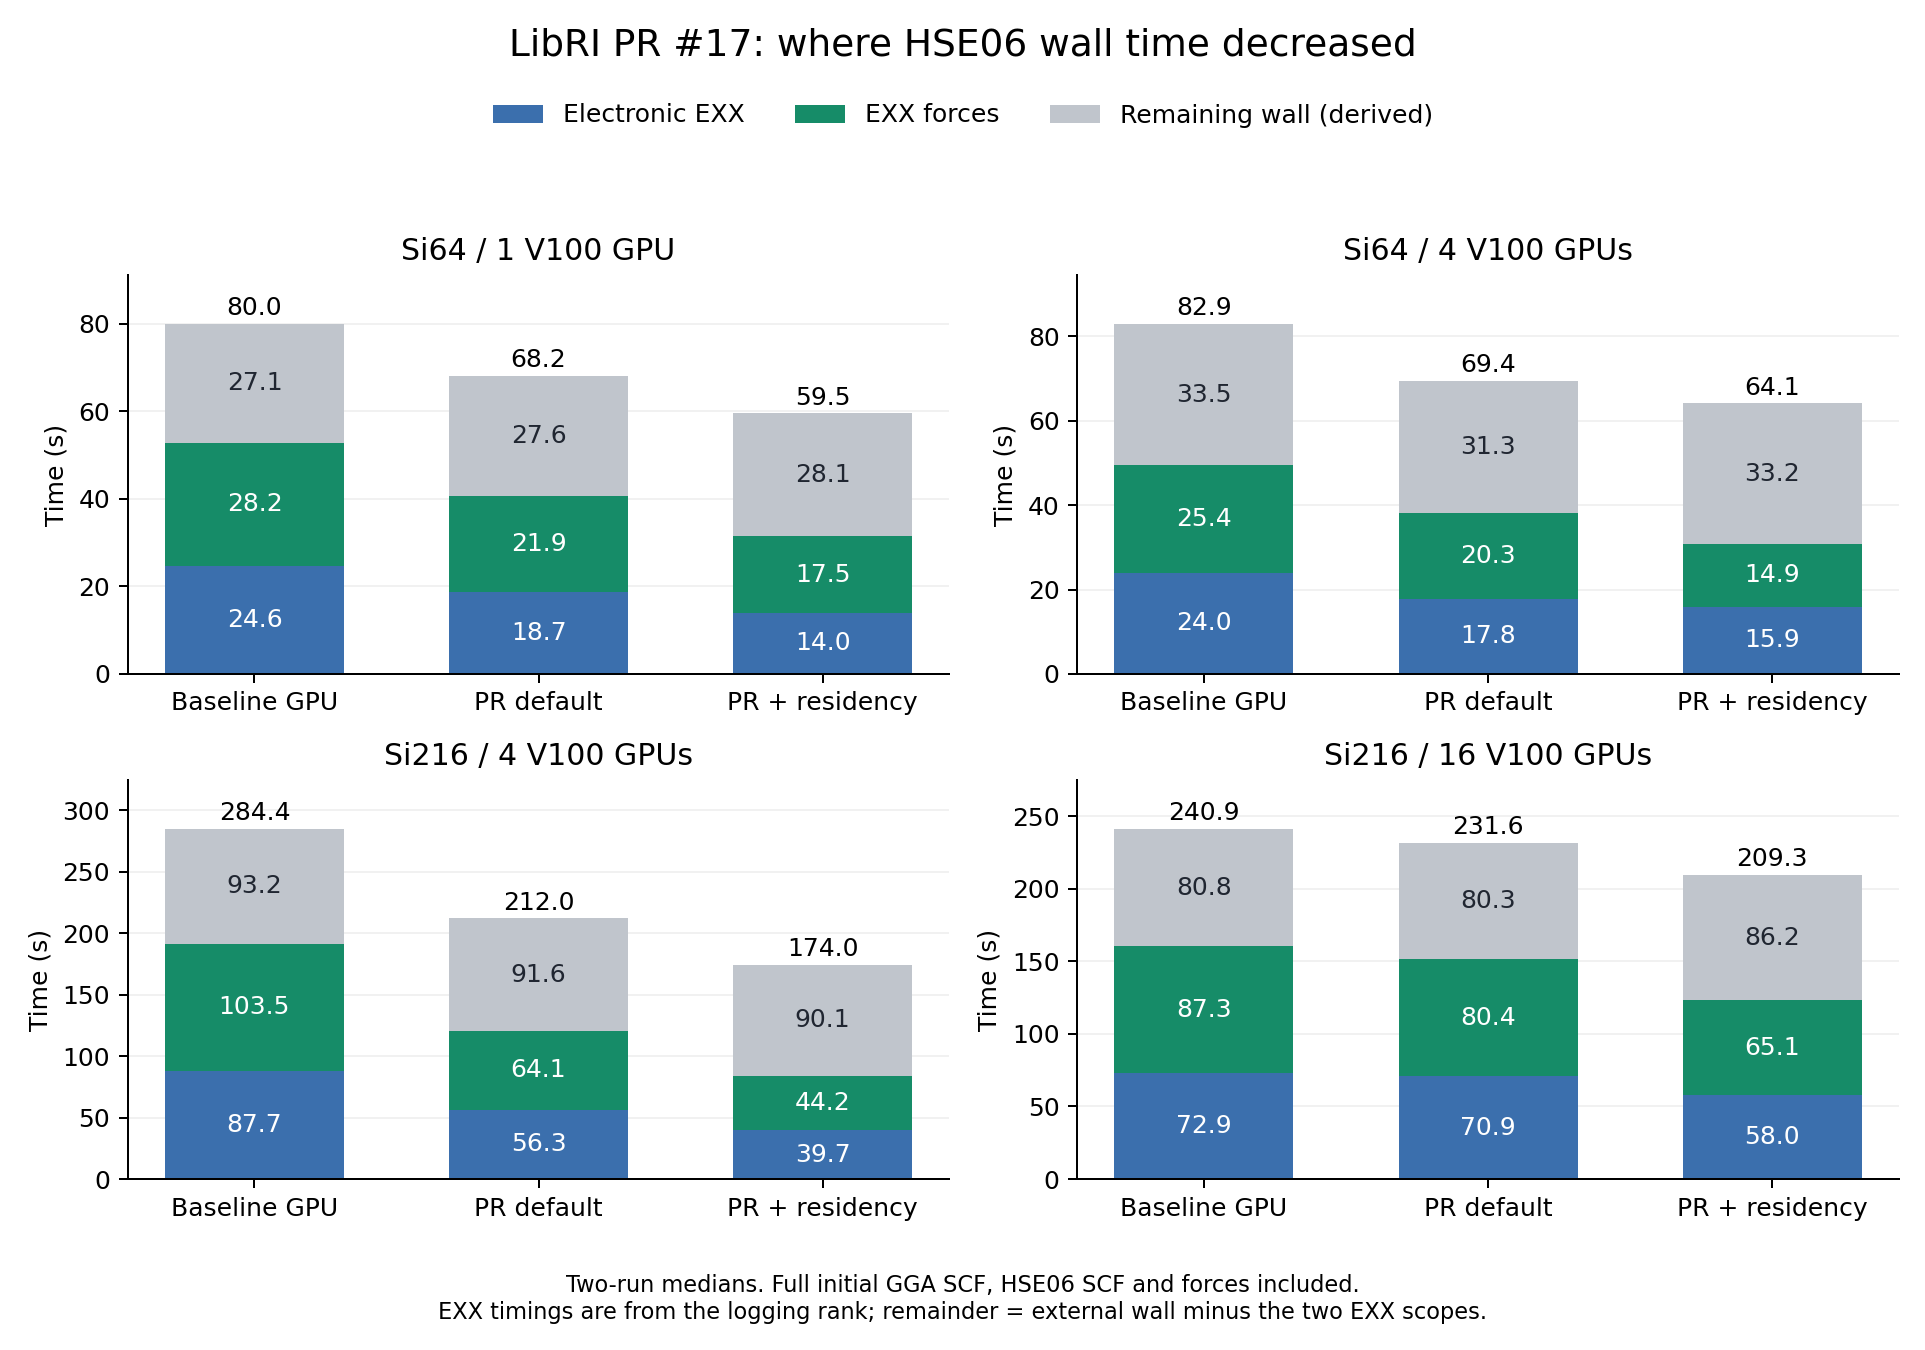 LibRI PR #17: where HSE06 wall time decreased
Electronic EXX
EXX forces
Remaining wall (derived)
Si64 / 1 V100 GPU
Time (s)
80
60
40
20
0
80.0
27.1
28.2
24.6
68.2
27.6
21.9
18.7
59.5
28.1
17.5
14.0
Baseline GPU
PR default
PR + residency
Si64 / 4 V100 GPUs
Time (s)
80
60
40
20
0
82.9
33.5
25.4
24.0
69.4
31.3
20.3
17.8
64.1
33.2
14.9
15.9
Baseline GPU
PR default
PR + residency
Si216 / 4 V100 GPUs
Time (s)
300
250
200
150
100
50
0
284.4
93.2
103.5
87.7
212.0
91.6
64.1
56.3
174.0
90.1
44.2
39.7
Baseline GPU
PR default
PR + residency
Si216 / 16 V100 GPUs
Time (s)
250
200
150
100
50
0
240.9
80.8
87.3
72.9
231.6
80.3
80.4
70.9
209.3
86.2
65.1
58.0
Baseline GPU
PR default
PR + residency
Two-run medians. Full initial GGA SCF, HSE06 SCF and forces included.
EXX timings are from the logging rank; remainder = external wall minus the two EXX scopes.